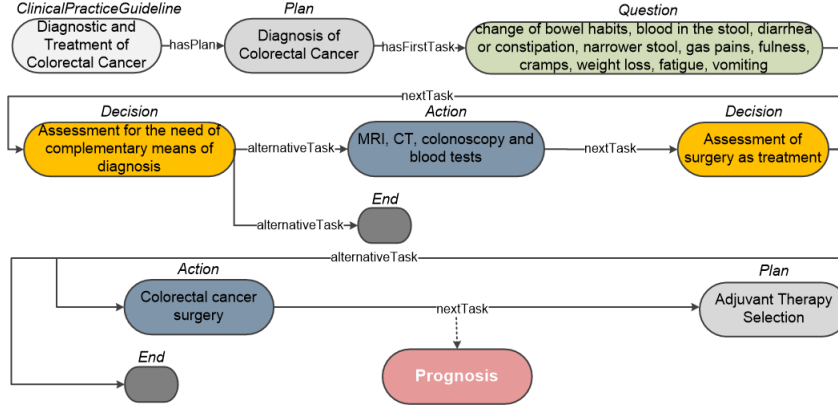 ClinicalPracticeGuideline
Plan
Question
Diagnostic and
Treatment of
Colorectal Cancer
hasPlan
Diagnosis of
Colorectal Cancer
hasFirstTask
change of bowel habits, blood in the stool, diarrhea
or constipation, narrower stool, gas pains, fulness,
cramps, weight loss, fatigue, vomiting
nextTask
Decision
Action
Decision
Assessment for the need of
complementary means of
diagnosis
alternativeTask
MRI, CT, colonoscopy and
blood tests
nextTask
Assessment of
surgery as treatment
End
alternativeTask
alternativeTask
Action
Plan
Colorectal cancer
surgery
nextTask
Adjuvant Therapy
Selection
End
Prognosis